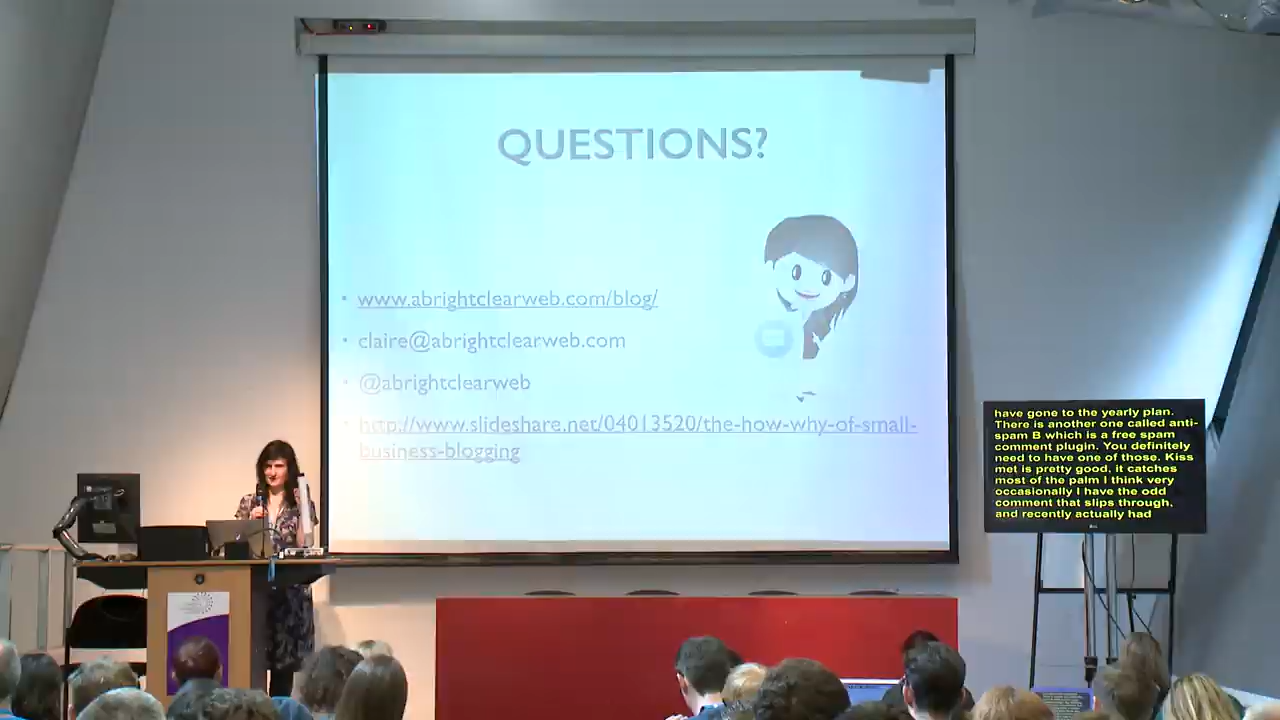 QUESTIONS?
www.abrightclearweb.com/blog/
claire@abrightclearweb.com
@abrightclearweb
http://www.slideshare.net/04013520/the-how-why-of-small-
business-blogging
have gone to the yearly plan.
There is another one called anti-
spam B which is a free spam
comment plugin. You definitely
need to have one of those. Kiss
met is pretty good, it catches
most of the palm I think very
occasionally I have the odd
comment that slips through,
and recently actually had